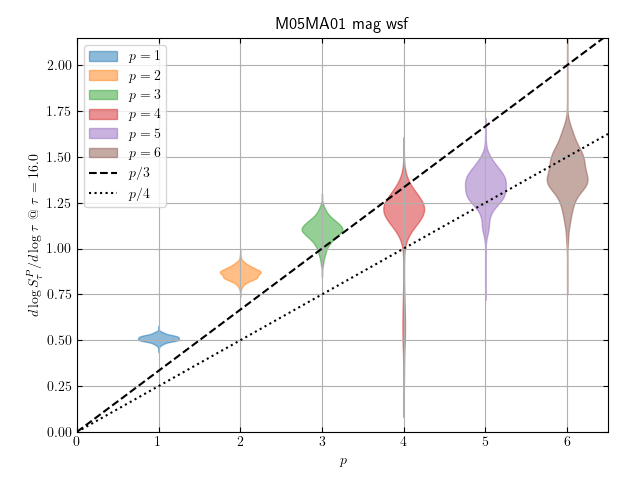 M05MA01 mag wsf
p = 1
p = 2
p = 3
p = 4
p = 5
p = 6
p/3
p/4
d log S_τ^P / d log τ @ τ = 16.0
2.00
1.75
1.50
1.25
1.00
0.75
0.50
0.25
0.00
0 1 2 3 4 5 6
p